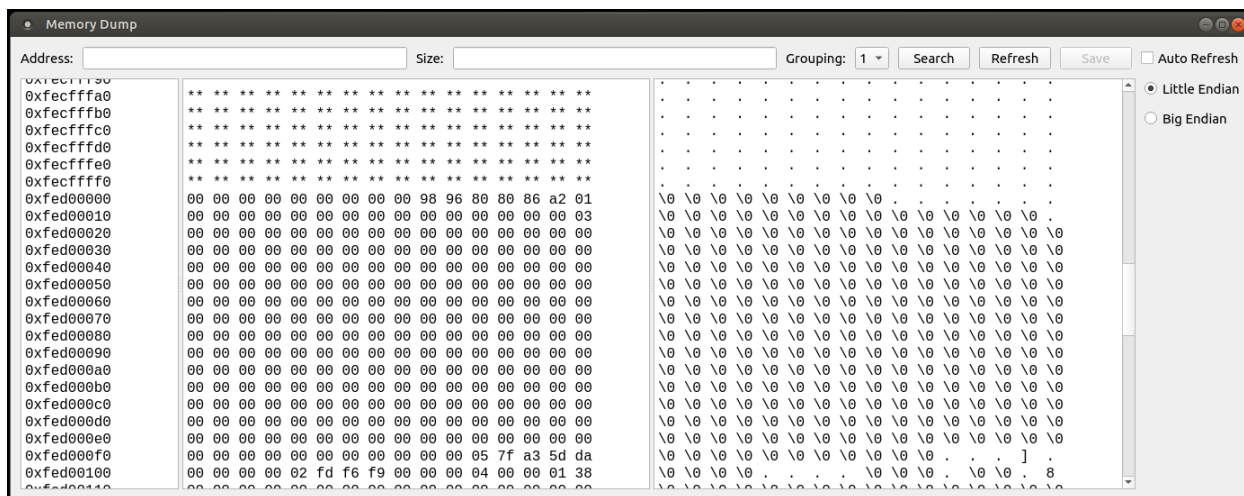 Memory Dump
Address: Size: Grouping: 1 Search Refresh Save Auto Refresh
Little Endian
Big Endian
0xfecfffa0 ** ** ** ** ** ** ** ** ** ** ** ** ** ** ** ** . . . . . . . . . . . . . . . .
0xfecfffb0 ** ** ** ** ** ** ** ** ** ** ** ** ** ** ** ** . . . . . . . . . . . . . . . .
0xfecfffc0 ** ** ** ** ** ** ** ** ** ** ** ** ** ** ** ** . . . . . . . . . . . . . . . .
0xfecfffd0 ** ** ** ** ** ** ** ** ** ** ** ** ** ** ** ** . . . . . . . . . . . . . . . .
0xfecfffe0 ** ** ** ** ** ** ** ** ** ** ** ** ** ** ** ** . . . . . . . . . . . . . . . .
0xfecffff0 ** ** ** ** ** ** ** ** ** ** ** ** ** ** ** ** . . . . . . . . . . . . . . . .
0xfed00000 00 00 00 00 00 00 00 00 00 98 96 80 80 86 a2 01 \0 \0 \0 \0 \0 \0 \0 \0 \0 . . . . . . .
0xfed00010 00 00 00 00 00 00 00 00 00 00 00 00 00 00 00 03 \0 \0 \0 \0 \0 \0 \0 \0 \0 \0 \0 \0 \0 \0 \0 .
0xfed00020 00 00 00 00 00 00 00 00 00 00 00 00 00 00 00 00 \0 \0 \0 \0 \0 \0 \0 \0 \0 \0 \0 \0 \0 \0 \0 \0
0xfed00030 00 00 00 00 00 00 00 00 00 00 00 00 00 00 00 00 \0 \0 \0 \0 \0 \0 \0 \0 \0 \0 \0 \0 \0 \0 \0 \0
0xfed00040 00 00 00 00 00 00 00 00 00 00 00 00 00 00 00 00 \0 \0 \0 \0 \0 \0 \0 \0 \0 \0 \0 \0 \0 \0 \0 \0
0xfed00050 00 00 00 00 00 00 00 00 00 00 00 00 00 00 00 00 \0 \0 \0 \0 \0 \0 \0 \0 \0 \0 \0 \0 \0 \0 \0 \0
0xfed00060 00 00 00 00 00 00 00 00 00 00 00 00 00 00 00 00 \0 \0 \0 \0 \0 \0 \0 \0 \0 \0 \0 \0 \0 \0 \0 \0
0xfed00070 00 00 00 00 00 00 00 00 00 00 00 00 00 00 00 00 \0 \0 \0 \0 \0 \0 \0 \0 \0 \0 \0 \0 \0 \0 \0 \0
0xfed00080 00 00 00 00 00 00 00 00 00 00 00 00 00 00 00 00 \0 \0 \0 \0 \0 \0 \0 \0 \0 \0 \0 \0 \0 \0 \0 \0
0xfed00090 00 00 00 00 00 00 00 00 00 00 00 00 00 00 00 00 \0 \0 \0 \0 \0 \0 \0 \0 \0 \0 \0 \0 \0 \0 \0 \0
0xfed000a0 00 00 00 00 00 00 00 00 00 00 00 00 00 00 00 00 \0 \0 \0 \0 \0 \0 \0 \0 \0 \0 \0 \0 \0 \0 \0 \0
0xfed000b0 00 00 00 00 00 00 00 00 00 00 00 00 00 00 00 00 \0 \0 \0 \0 \0 \0 \0 \0 \0 \0 \0 \0 \0 \0 \0 \0
0xfed000c0 00 00 00 00 00 00 00 00 00 00 00 00 00 00 00 00 \0 \0 \0 \0 \0 \0 \0 \0 \0 \0 \0 \0 \0 \0 \0 \0
0xfed000d0 00 00 00 00 00 00 00 00 00 00 00 00 00 00 00 00 \0 \0 \0 \0 \0 \0 \0 \0 \0 \0 \0 \0 \0 \0 \0 \0
0xfed000e0 00 00 00 00 00 00 00 00 00 00 00 00 00 00 00 00 \0 \0 \0 \0 \0 \0 \0 \0 \0 \0 \0 \0 \0 \0 \0 \0
0xfed000f0 00 00 00 00 00 00 00 00 00 00 00 05 7f a3 5d da \0 \0 \0 \0 \0 \0 \0 \0 \0 \0 \0 . . . ] .
0xfed00100 00 00 00 00 02 fd f6 f9 00 00 00 04 00 00 01 38 \0 \0 \0 \0 . . . . \0 \0 \0 . \0 \0 . 8